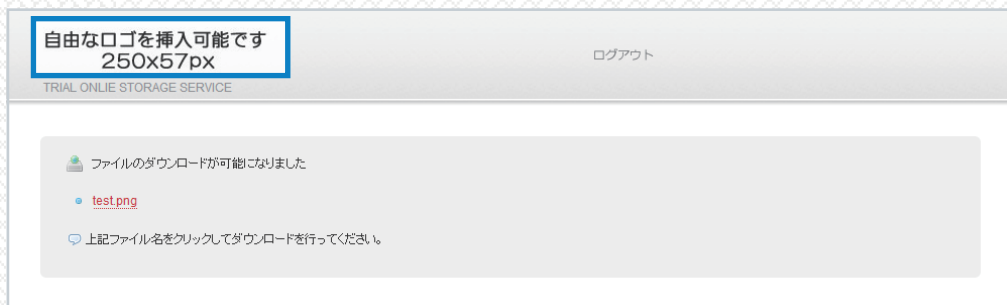 自由なロゴを挿入可能です
250x57px
ログアウト
TRIAL ONLIE STORAGE SERVICE
ファイルのダウンロードが可能になりました
test.png
上記ファイル名をクリックしてダウンロードを行ってください。